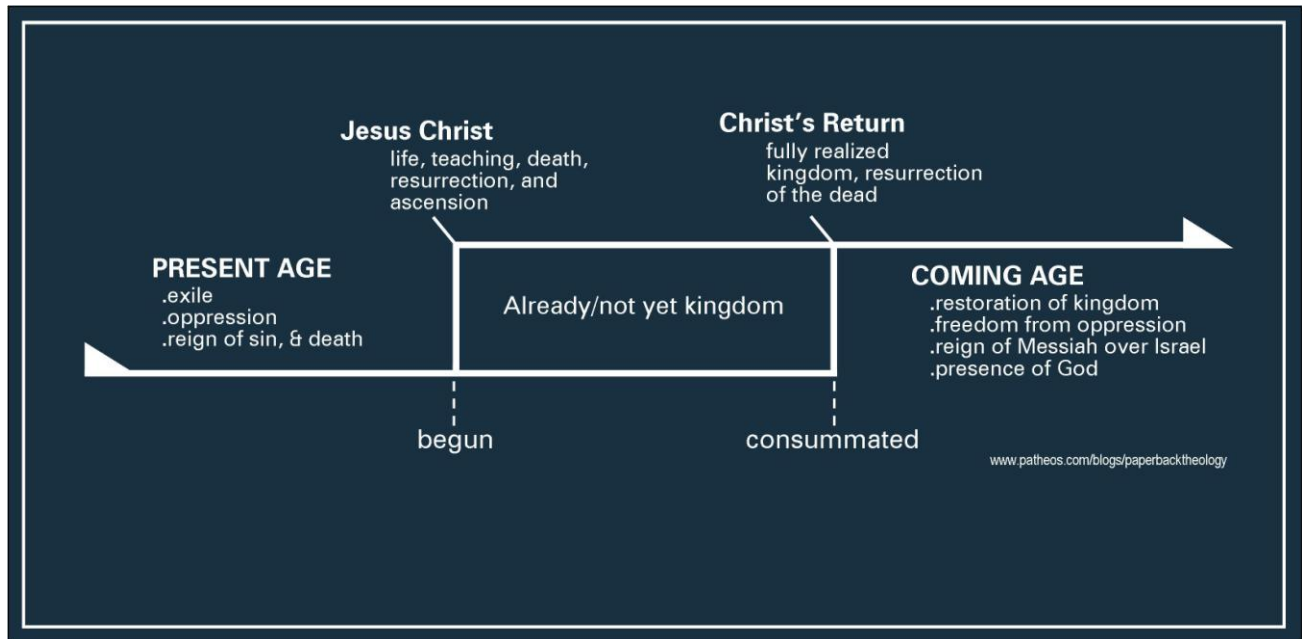 Jesus Christ
life, teaching, death,
resurrection, and
ascension
Christ's Return
fully realized
kingdom, resurrection
of the dead
PRESENT AGE
.exile
.oppression
.reign of sin, & death
Already/not yet kingdom
COMING AGE
.restoration of kingdom
.freedom from oppression
.reign of Messiah over Israel
.presence of God
begun
consummated
www.patheos.com/blogs/paperbacktheology